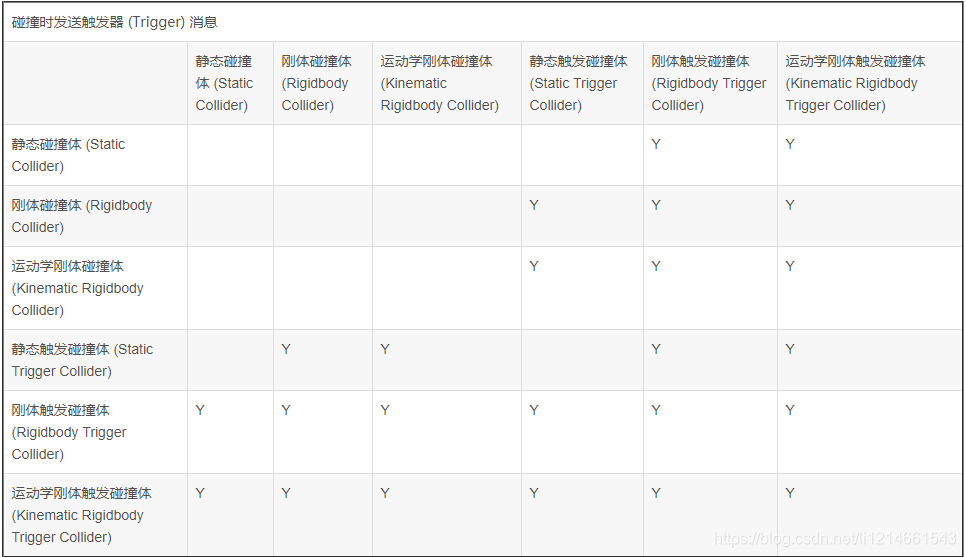 碰撞时发送触发器 (Trigger) 消息
静态碰撞
体 (Static
Collider)
刚体碰撞体
(Rigidbody
Collider)
运动学刚体碰撞体
(Kinematic
Rigidbody Collider)
静态触发碰撞体
(Static Trigger
Collider)
刚体触发碰撞体
(Rigidbody Trigger
Collider)
运动学刚体触发碰撞体
(Kinematic Rigidbody
Trigger Collider)
静态碰撞体 (Static
Collider)
Y Y
刚体碰撞体 (Rigidbody
Collider)
Y Y Y
运动学刚体碰撞体
(Kinematic Rigidbody
Collider)
Y Y Y
静态触发碰撞体 (Static
Trigger Collider)
Y Y Y Y
刚体触发碰撞体
(Rigidbody Trigger
Collider)
Y Y Y Y Y Y
运动学刚体触发碰撞体
(Kinematic Rigidbody
Trigger Collider)
Y Y Y Y Y Y
https://blog.csdn.net/li1214661543